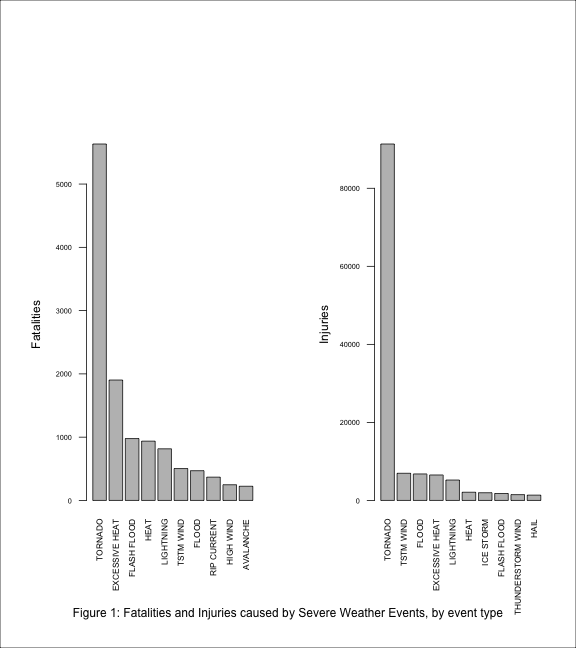 Fatalities
5000
4000
3000
2000
1000
0
TORNADO
EXCESSIVE HEAT
FLASH FLOOD
HEAT
LIGHTNING
TSTM WIND
FLOOD
RIP CURRENT
HIGH WIND
AVALANCHE
Injuries
80000
60000
40000
20000
0
TORNADO
TSTM WIND
FLOOD
EXCESSIVE HEAT
LIGHTNING
HEAT
ICE STORM
FLASH FLOOD
THUNDERSTORM WIND
HAIL
Figure 1: Fatalities and Injuries caused by Severe Weather Events, by event type